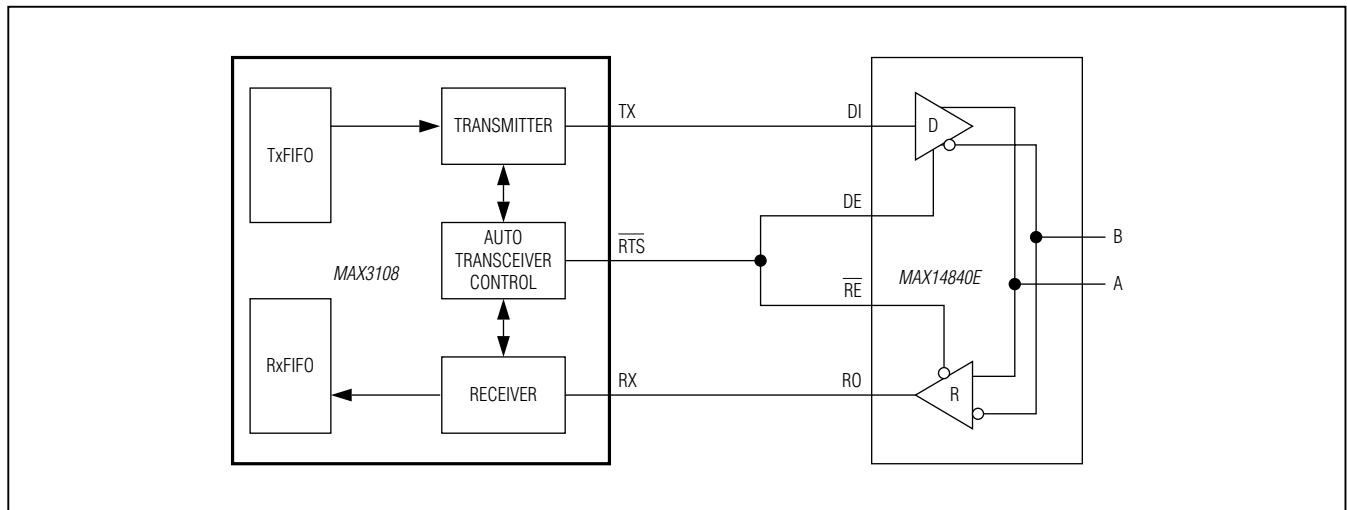 TxFIFO
TRANSMITTER
TX
DI
D
DE
AUTO
TRANSCEIVER
CONTROL
RTS
MAX3108
MAX14840E
B
A
RE
RxFIFO
RECEIVER
RX
RO
R